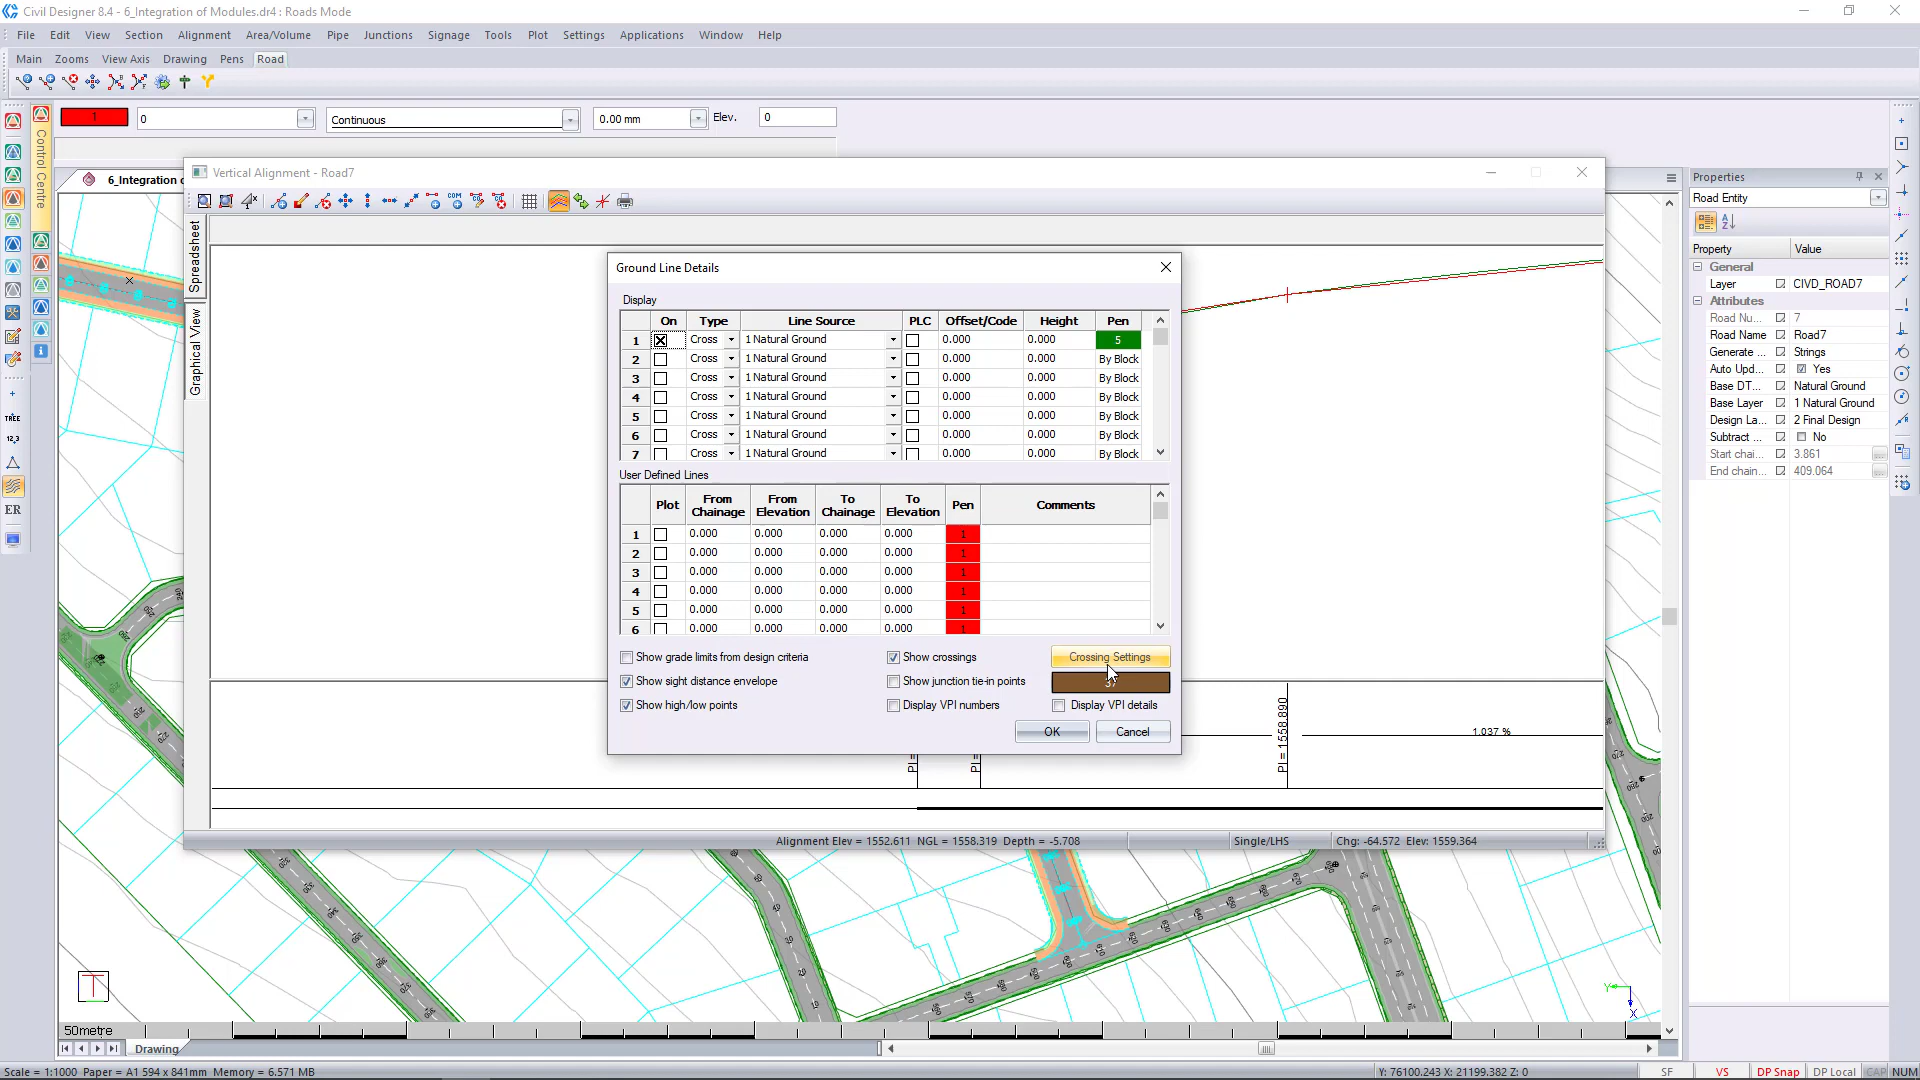 Civil Designer 8.4 - 6_Integration of Modules.dr4 : Roads Mode
File Edit View Section Alignment Area/Volume Pipe Junctions Signage Tools Plot Settings Applications Window Help
Main Zooms View Axis Drawing Pens Road
1 0 Continuous 0.00 mm Elev. 0
Control Centre
6_Integration o
TREE
12,3
ER
Vertical Alignment - Road7
COM
Spreadsheet
Graphical View
Ground Line Details
Display
On Type Line Source PLC Offset/Code Height Pen
1 Cross 1 Natural Ground 0.000 0.000 5
2 Cross 1 Natural Ground 0.000 0.000 By Block
3 Cross 1 Natural Ground 0.000 0.000 By Block
4 Cross 1 Natural Ground 0.000 0.000 By Block
5 Cross 1 Natural Ground 0.000 0.000 By Block
6 Cross 1 Natural Ground 0.000 0.000 By Block
7 Cross 1 Natural Ground 0.000 0.000 By Block
User Defined Lines
Plot From Chainage From Elevation To Chainage To Elevation Pen Comments
1 0.000 0.000 0.000 0.000 1
2 0.000 0.000 0.000 0.000 1
3 0.000 0.000 0.000 0.000 1
4 0.000 0.000 0.000 0.000 1
5 0.000 0.000 0.000 0.000 1
6 0.000 0.000 0.000 0.000 1
Show grade limits from design criteria Show crossings Crossing Settings
Show sight distance envelope Show junction tie-in points 37
Show high/low points Display VPI numbers Display VPI details
OK Cancel
PI = 1558.890
1.037 %
PI
PI =
Alignment Elev = 1552.611 NGL = 1558.319 Depth = -5.708 Single/LHS Chg: -64.572 Elev: 1559.364
Properties
Road Entity
Property Value
General
Layer CIVD_ROAD7
Attributes
Road Nu... 7
Road Name Road7
Generate ... Strings
Auto Upd... Yes
Base DT... Natural Ground
Base Layer 1 Natural Ground
Design La... 2 Final Design
Subtract ... No
Start chai... 3.861
End chain... 409.064
Y
X
50metre
Drawing
Scale = 1:1000 Paper = A1 594 x 841mm Memory = 6.571 MB Y: 76100.243 X: 21199.382 Z: 0 SF VS DP Snap DP Local CAP NUM